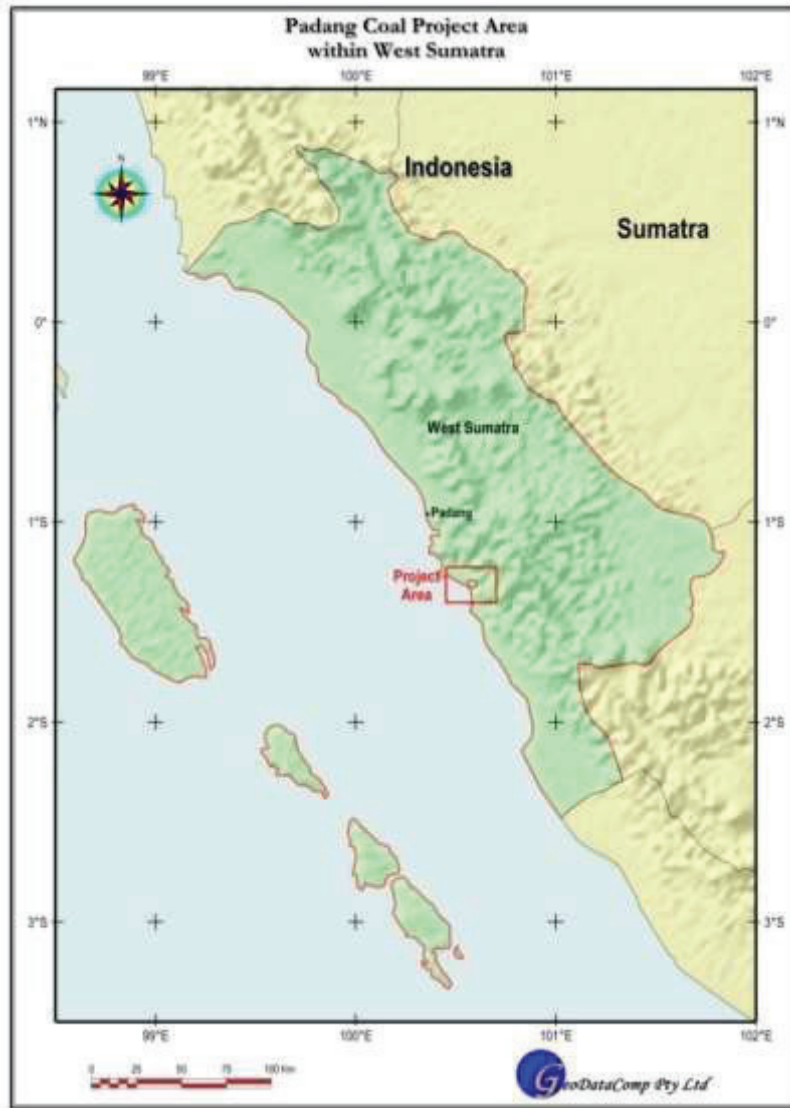 Padang Coal Project Area
within West Sumatra
99°E 100°E 101°E 102°E
1°N 1°N
N
Indonesia
Sumatra
0° 0°
West Sumatra
Padang
1°S 1°S
Project
Area
2°S 2°S
3°S 3°S
99°E 100°E 101°E 102°E
0 25 50 75 100 Km
GeoDataComp Pty Ltd